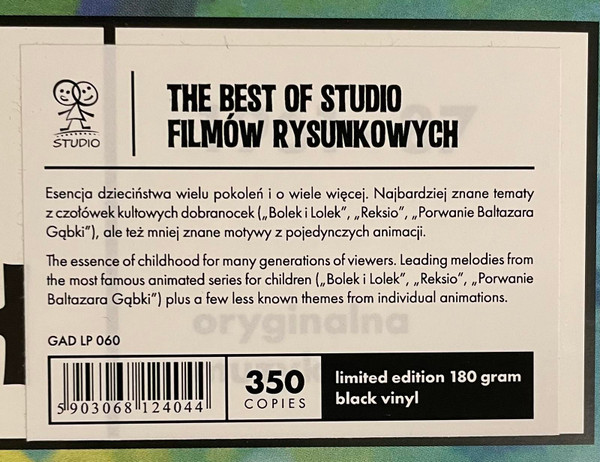 THE BEST OF STUDIO
FILMÓW RYSUNKOWYCH
STUDIO
Esencja dzieciństwa wielu pokoleń i o wiele więcej. Najbardziej znane tematy
z czołówek kultowych dobranocek („Bolek i Lolek”, „Reksio”, „Porwanie Baltazara
Gąbki”), ale też mniej znane motywy z pojedynczych animacji.
The essence of childhood for many generations of viewers. Leading melodies from
the most famous animated series for children („Bolek i Lolek”, „Reksio”, „Porwanie
Baltazara Gąbki”) plus a few less known themes from individual animations.
oryginalna
GAD LP 060
5 903068 124044
350
COPIES
limited edition 180 gram
black vinyl